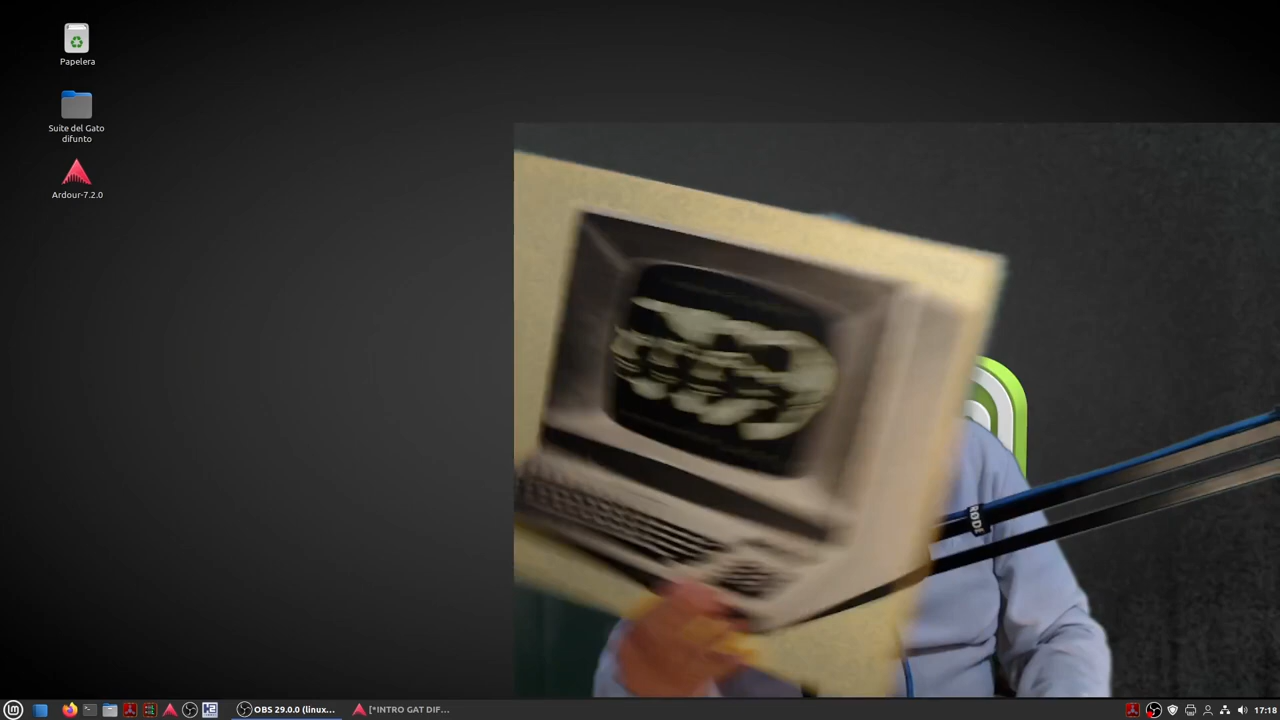 Papelera
Suite del Gato
difunto
Ardour-7.2.0
RØDE
OBS 29.0.0 (linux...
[*INTRO GAT DIF...
17:18